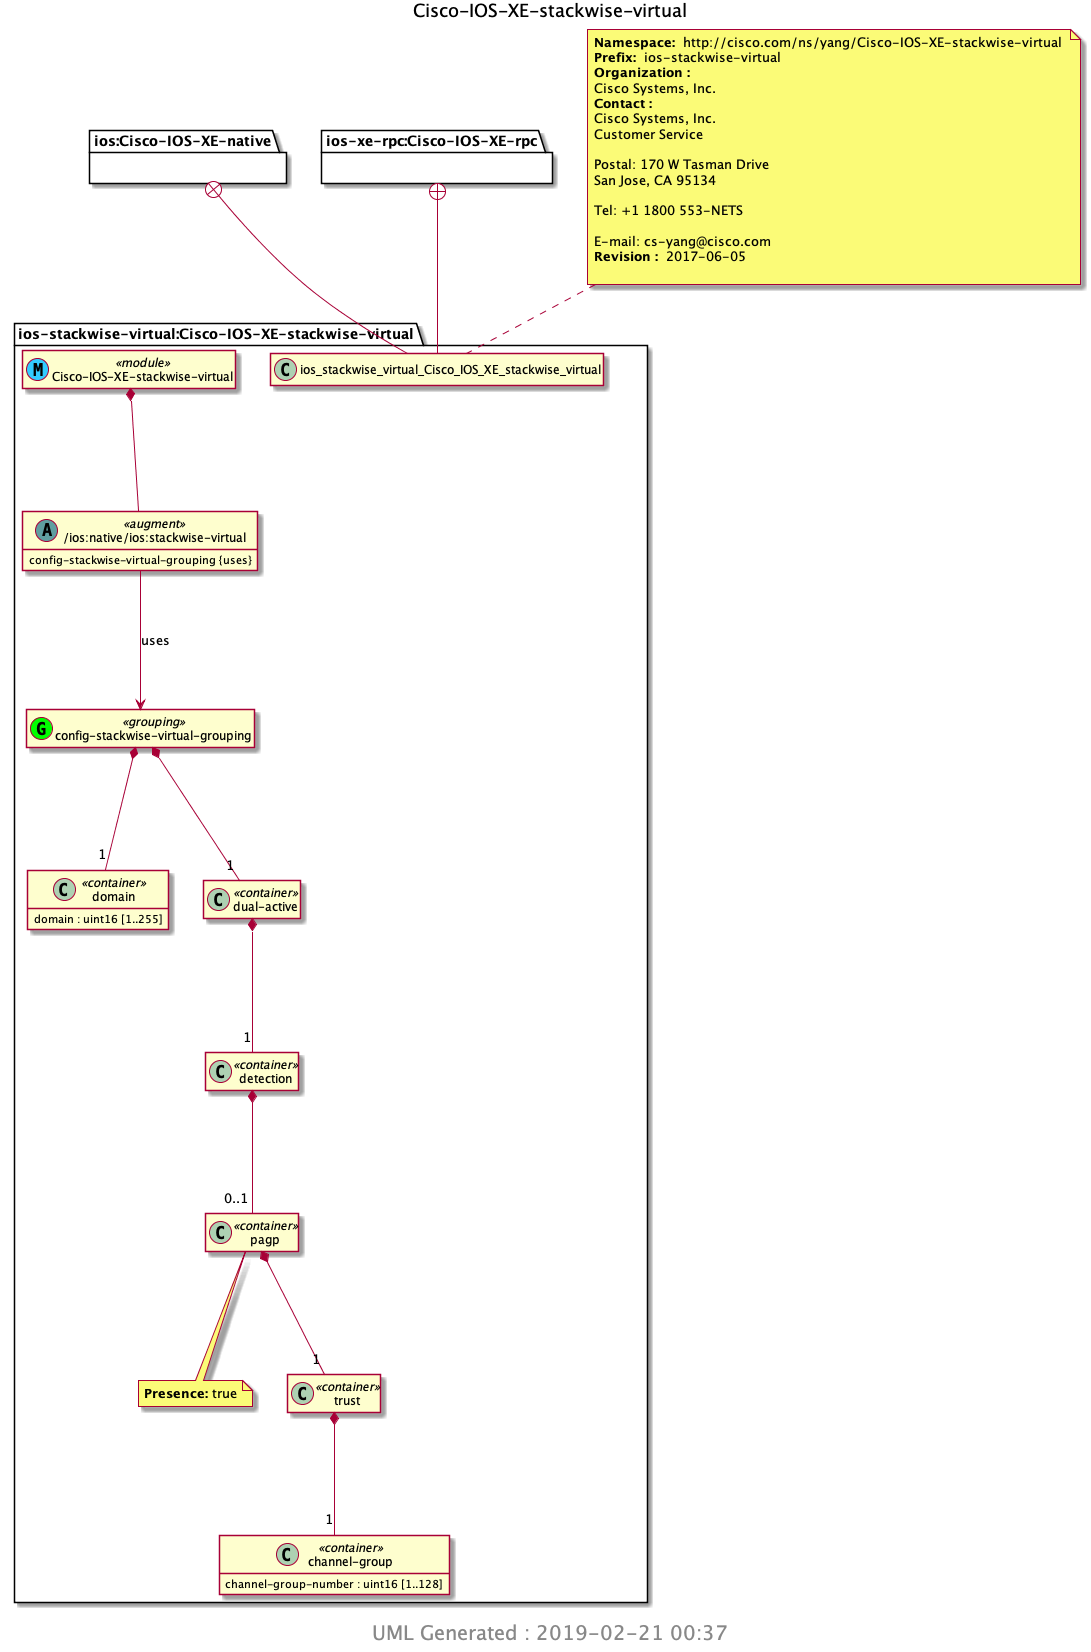 Cisco-IOS-XE-stackwise-virtual
Namespace: http://cisco.com/ns/yang/Cisco-IOS-XE-stackwise-virtual
Prefix: ios-stackwise-virtual
Organization :
Cisco Systems, Inc.
Contact :
Cisco Systems, Inc.
Customer Service
Postal: 170 W Tasman Drive
San Jose, CA 95134
Tel: +1 1800 553-NETS
E-mail: cs-yang@cisco.com
Revision : 2017-06-05
ios:Cisco-IOS-XE-native
ios-xe-rpc:Cisco-IOS-XE-rpc
ios-stackwise-virtual:Cisco-IOS-XE-stackwise-virtual
M «module»
Cisco-IOS-XE-stackwise-virtual
C ios_stackwise_virtual_Cisco_IOS_XE_stackwise_virtual
A «augment»
/ios:native/ios:stackwise-virtual
config-stackwise-virtual-grouping {uses}
uses
G «grouping»
config-stackwise-virtual-grouping
1
1
C «container»
domain
domain : uint16 [1..255]
C «container»
dual-active
1
C «container»
detection
0..1
C «container»
pagp
1
Presence: true
C «container»
trust
1
C «container»
channel-group
channel-group-number : uint16 [1..128]
UML Generated : 2019-02-21 00:37